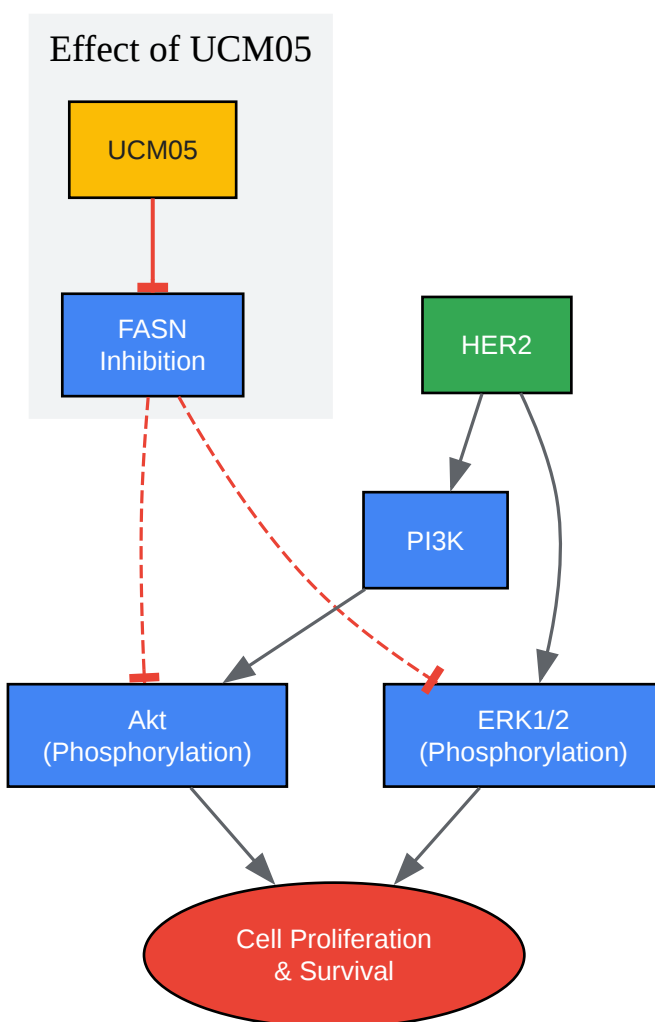 Effect of UCM05
UCM05
FASN
Inhibition
HER2
PI3K
Akt
(Phosphorylation)
ERK1/2
(Phosphorylation)
Cell Proliferation
& Survival